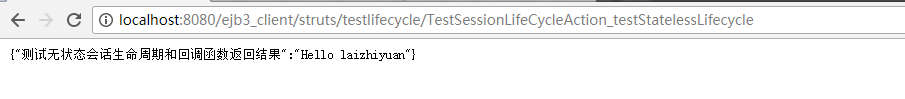 localhost:8080/ejb3_client/struts/testlifecycle/TestSessionLifeCycleAction_testStatelessLifecycle
{"测试无状态会话生命周期和回调函数返回结果":"Hello laizhiyuan"}